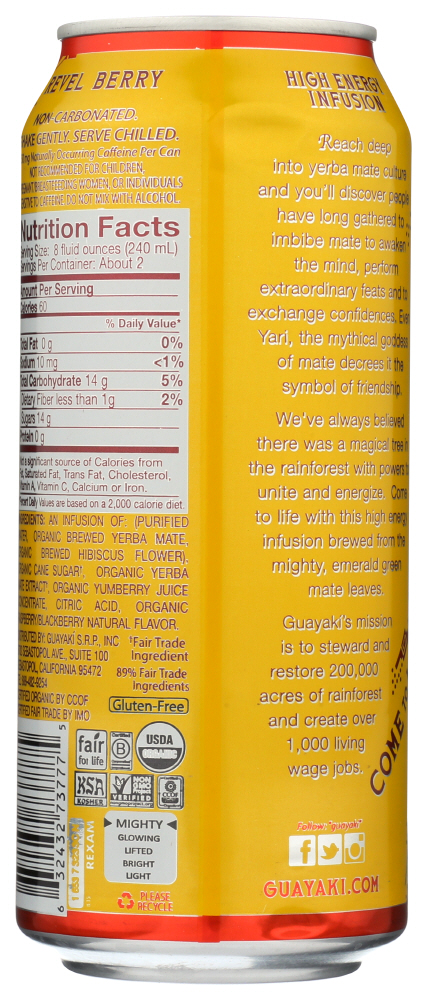 REVEL BERRY
NON-CARBONATED.
SHAKE GENTLY. SERVE CHILLED.
mg Naturally Occurring Caffeine Per Can
NOT RECOMMENDED FOR CHILDREN,
BREASTFEEDING WOMEN, OR INDIVIDUALS
SENSITIVE TO CAFFEINE. DO NOT MIX WITH ALCOHOL.
Nutrition Facts
Serving Size: 8 fluid ounces (240 mL)
Servings Per Container: About 2
Amount Per Serving
Calories 60
% Daily Value*
Total Fat 0 g 0%
Sodium 10 mg <1%
Total Carbohydrate 14 g 5%
Dietary Fiber less than 1g 2%
Sugars 14 g
Protein 0 g
Not a significant source of Calories from
Fat, Saturated Fat, Trans Fat, Cholesterol,
Vitamin A, Vitamin C, Calcium or Iron.
Percent Daily Values are based on a 2,000 calorie diet.
INGREDIENTS: AN INFUSION OF: (PURIFIED
WATER, ORGANIC BREWED YERBA MATE,
ORGANIC BREWED HIBISCUS FLOWER),
ORGANIC CANE SUGAR¹, ORGANIC YERBA
MATE EXTRACT¹, ORGANIC YUMBERRY JUICE
CONCENTRATE, CITRIC ACID, ORGANIC
RASPBERRY/BLACKBERRY NATURAL FLAVOR.
DISTRIBUTED BY: GUAYAKÍ S.R.P., INC
SEBASTOPOL AVE., SUITE 100
SEBASTOPOL, CALIFORNIA 95472
CERTIFIED ORGANIC BY CCOF
CERTIFIED FAIR TRADE BY IMO
¹Fair Trade
Ingredient
89% Fair Trade
Ingredients
Gluten-Free
fair
for life
Certified
B
USDA
ORGANIC
KSA
KOSHER
NON
GMO
VERIFIED
6 32432 73777 5
REXAM
MIGHTY
GLOWING
LIFTED
BRIGHT
LIGHT
PLEASE
RECYCLE
HIGH ENERGY
INFUSION
Reach deep
into yerba mate culture
and you'll discover people
have long gathered to
imbibe mate to awaken
the mind, perform
extraordinary feats and to
exchange confidences. Even
Yari, the mythical goddess
of mate decrees it the
symbol of friendship.
We've always believed
there was a magical tree in
the rainforest with powers to
unite and energize. Come
to life with this high energy
infusion brewed from the
mighty, emerald green
mate leaves.
Guayakí's mission
is to steward and
restore 200,000
acres of rainforest
and create over
1,000 living
wage jobs.
COME TO
Follow "guayaki"
f
GUAYAKI.COM